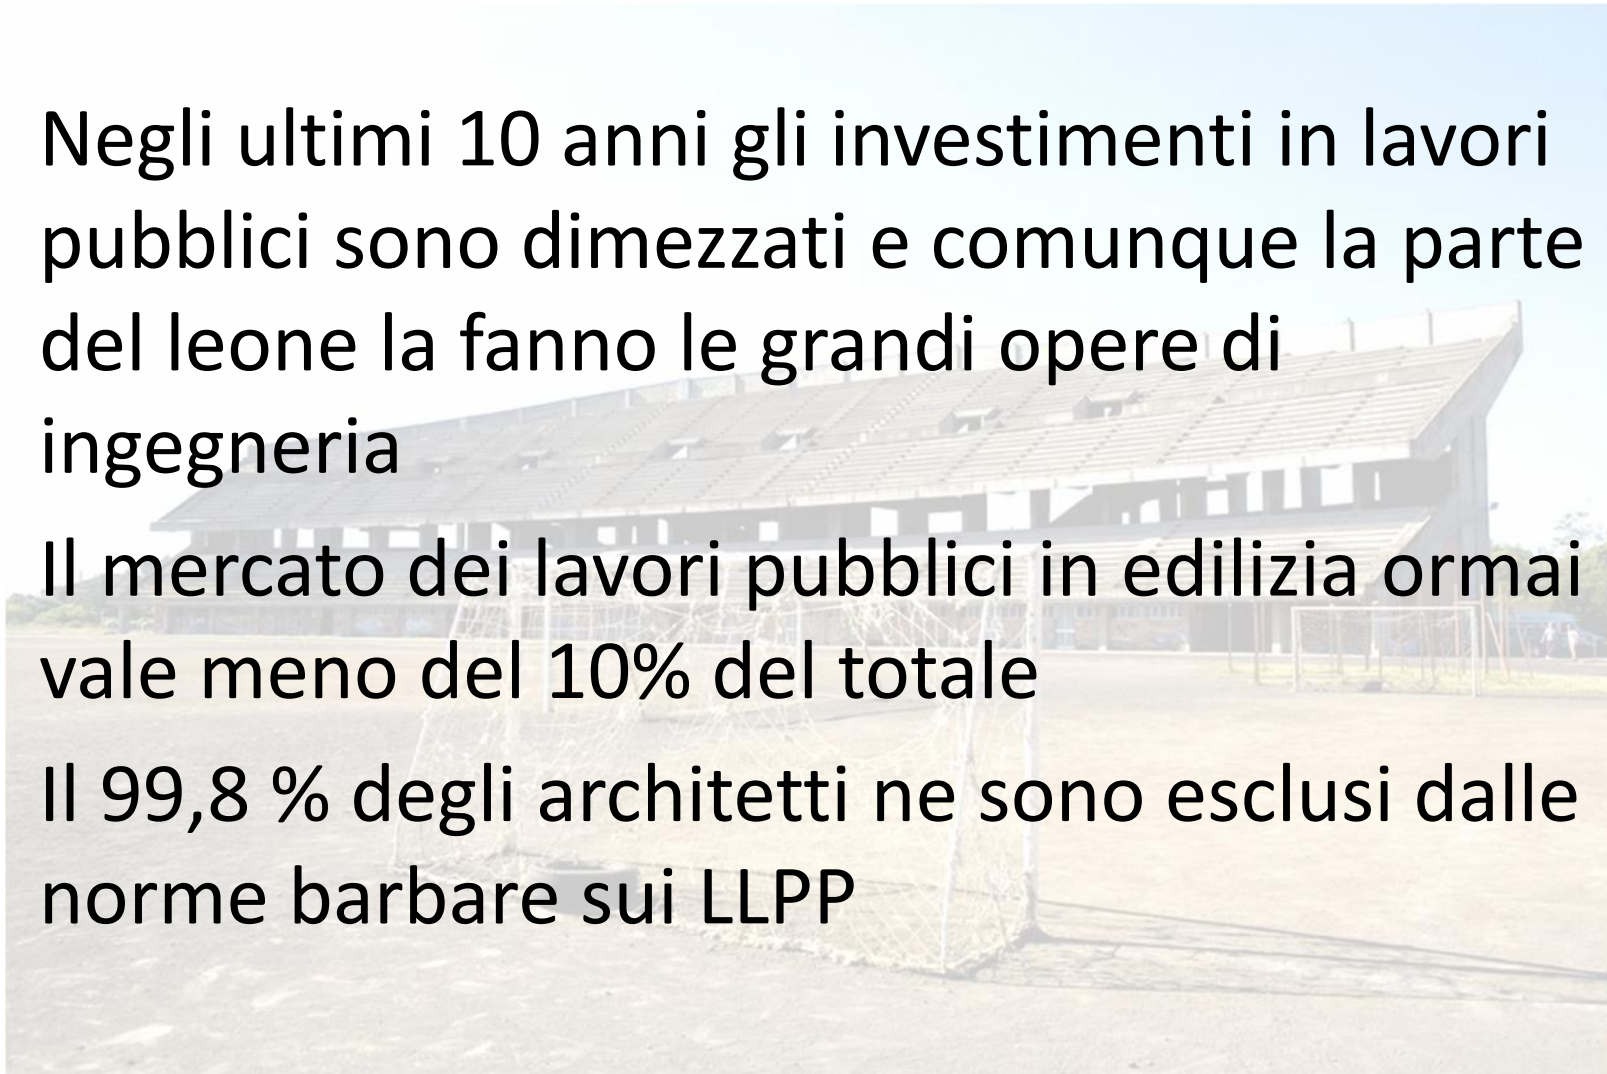 Negli ultimi 10 anni gli investimenti in lavori
pubblici sono dimezzati e comunque la parte
del leone la fanno le grandi opere di
ingegneria
Il mercato dei lavori pubblici in edilizia ormai
vale meno del 10% del totale
Il 99,8 % degli architetti ne sono esclusi dalle
norme barbare sui LLPP